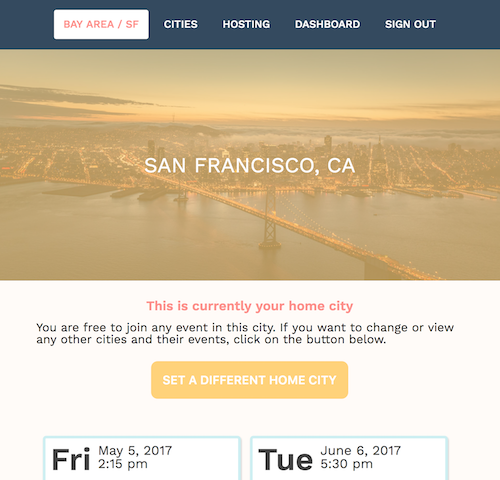 BAY AREA / SF CITIES HOSTING DASHBOARD SIGN OUT
SAN FRANCISCO, CA
This is currently your home city
You are free to join any event in this city. If you want to change or view
any other cities and their events, click on the button below.
SET A DIFFERENT HOME CITY
Fri May 5, 2017
2:15 pm
Tue June 6, 2017
5:30 pm